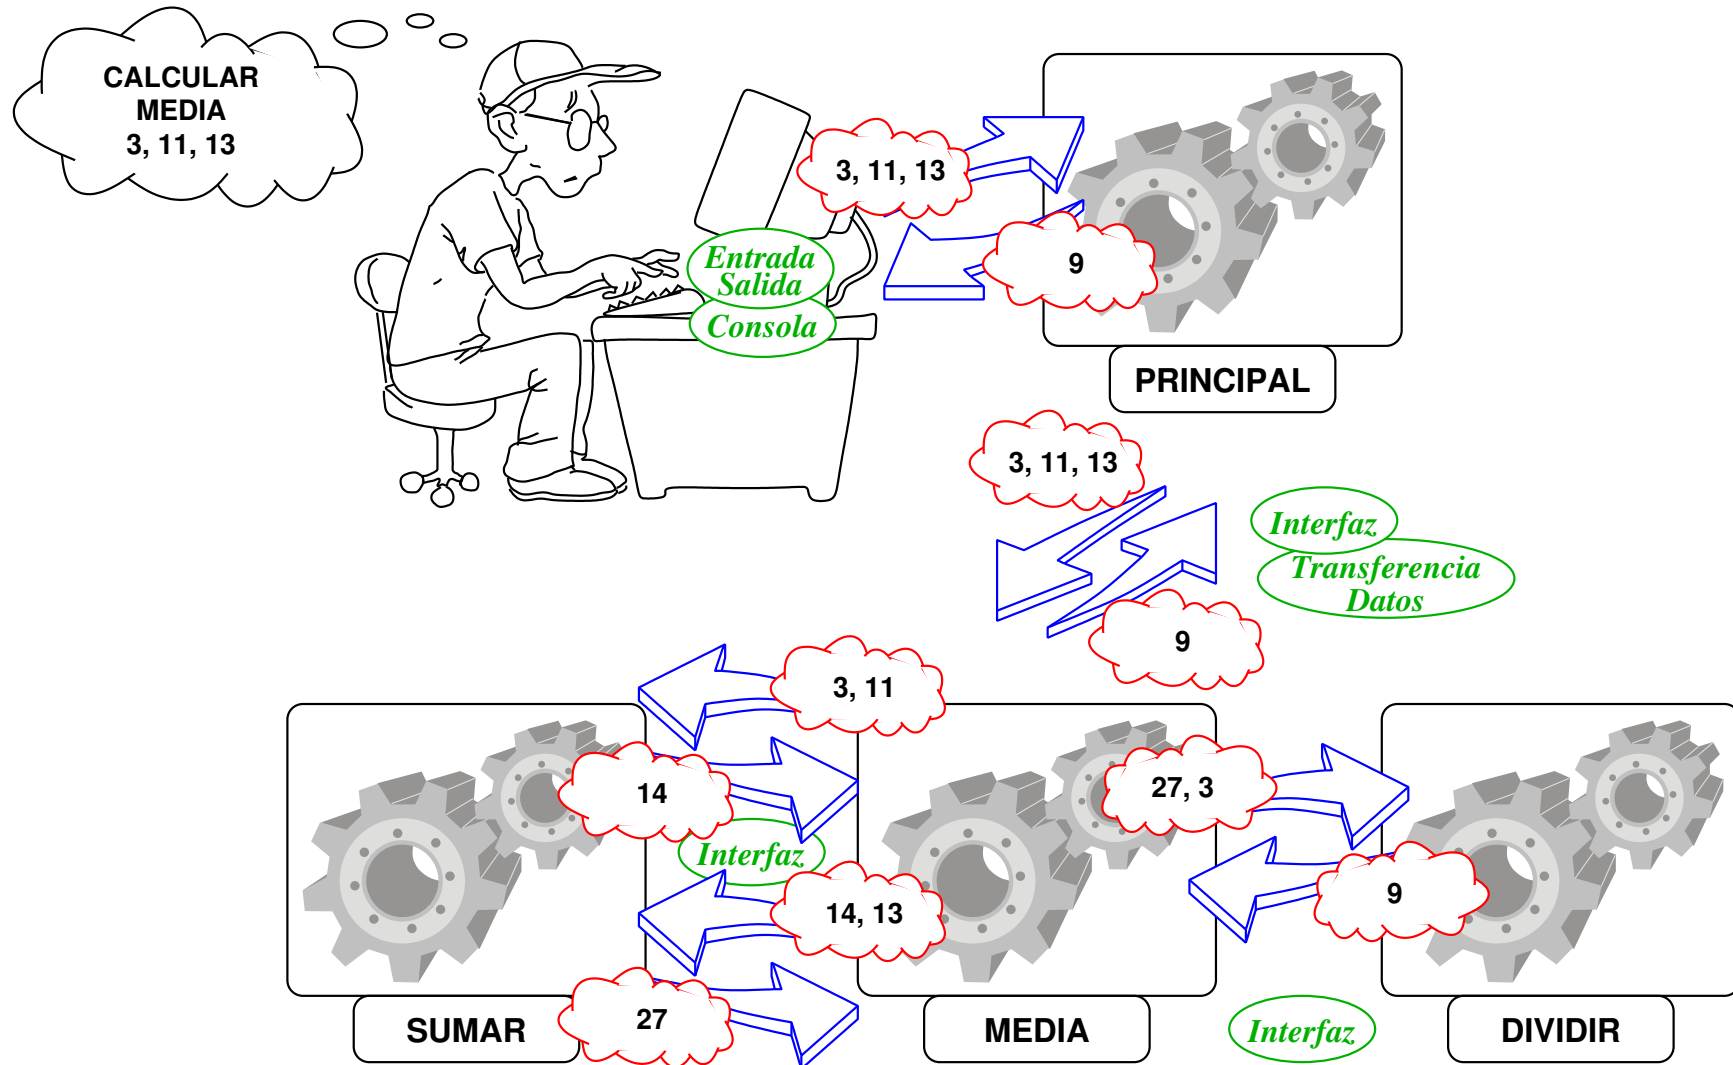 CALCULAR
MEDIA
3, 11, 13
3, 11, 13
9
Entrada
Salida
Consola
PRINCIPAL
3, 11, 13
Interfaz
Transferencia
Datos
9
3, 11
14
27, 3
Interfaz
14, 13
9
27
SUMAR
MEDIA
Interfaz
DIVIDIR